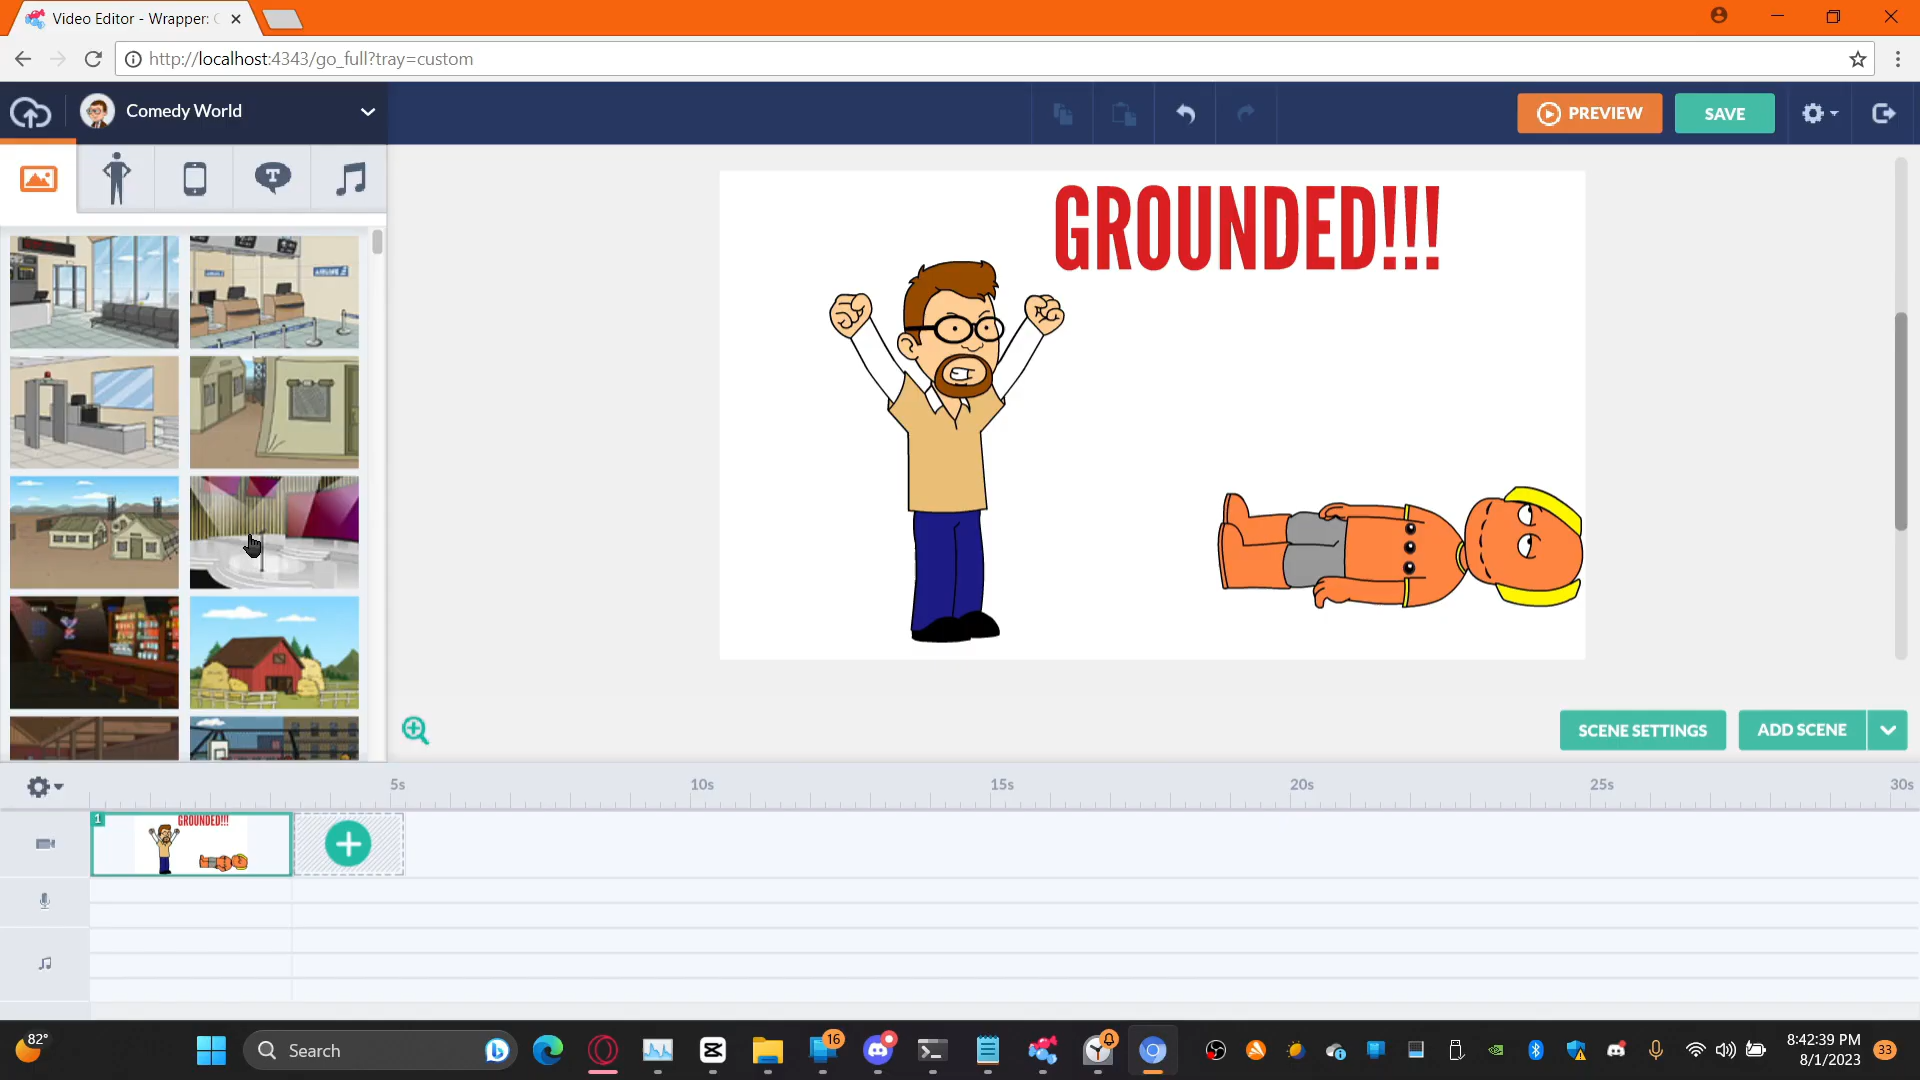 Video Editor - Wrapper:
http://localhost:4343/go_full?tray=custom
Comedy World
PREVIEW
SAVE
GROUNDED!!!
SCENE SETTINGS
ADD SCENE
5s 10s 15s 20s 25s 30s
1
GROUNDED!!!
82°
Search
16
8:42:39 PM
8/1/2023
33